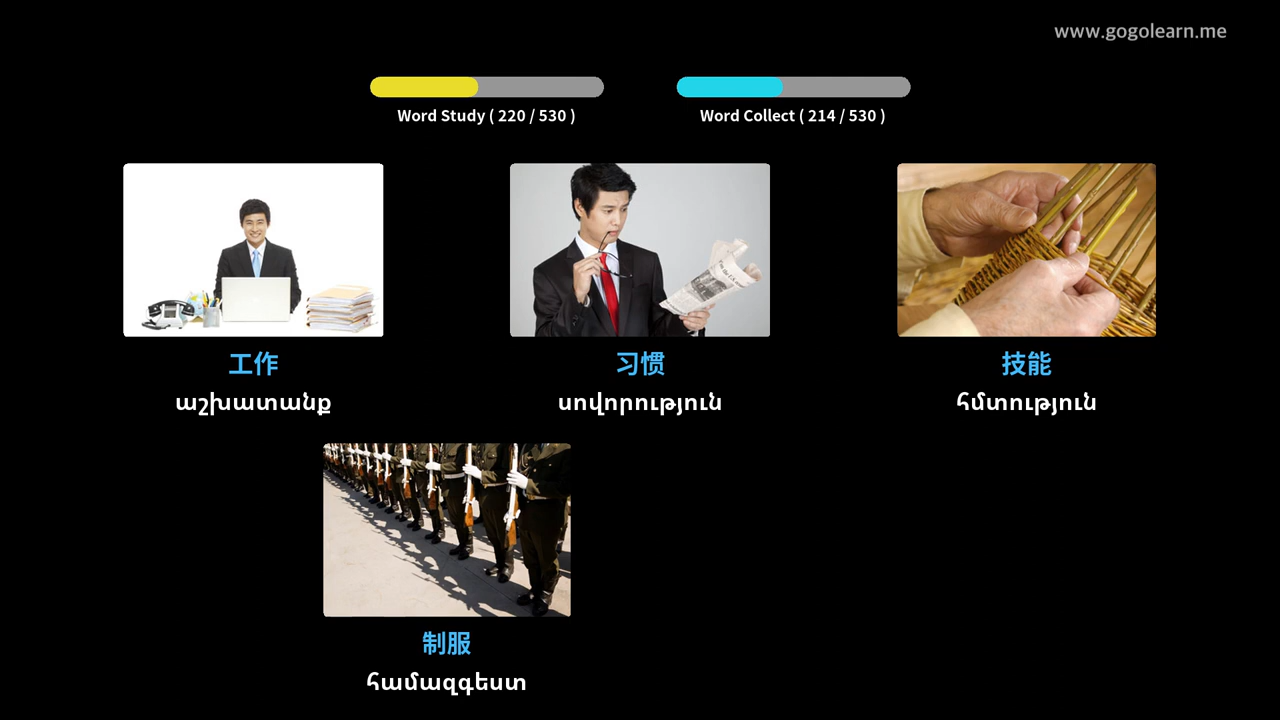 www.gogolearn.me
Word Study ( 220 / 530 )
Word Collect ( 214 / 530 )
工作
աշխատանք
习惯
սովորություն
技能
հմտություն
制服
համազգեստ